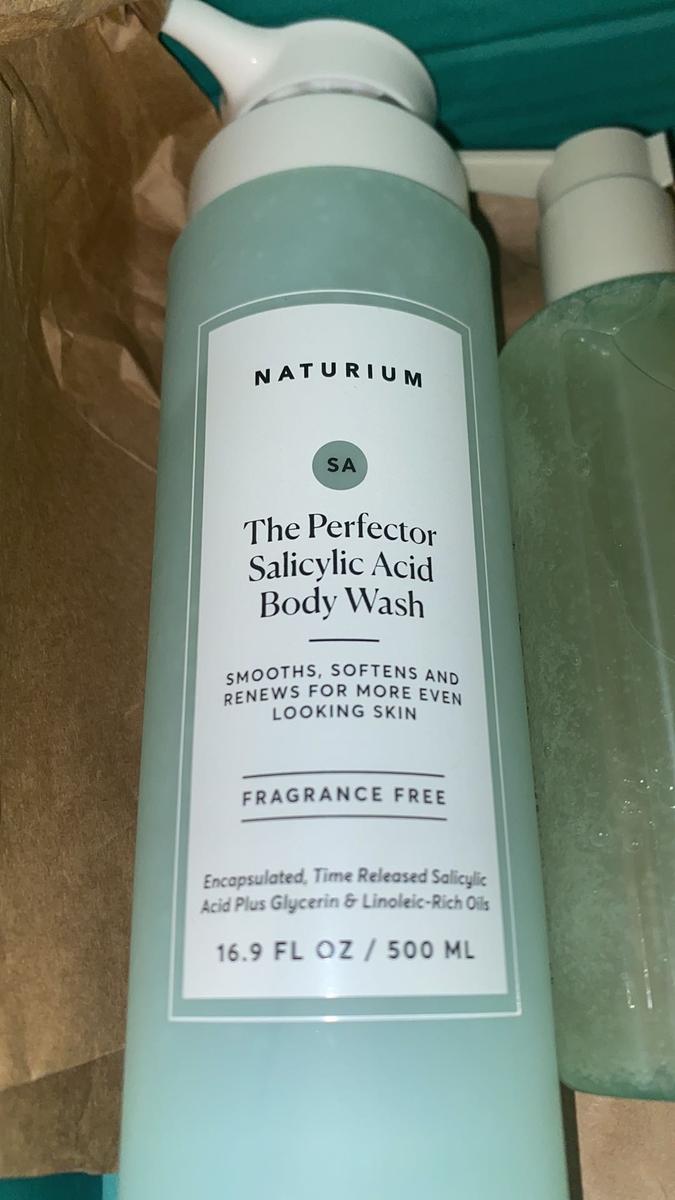 NATURIUM
SA
The Perfector
Salicylic Acid
Body Wash
SMOOTHS, SOFTENS AND
RENEWS FOR MORE EVEN
LOOKING SKIN
FRAGRANCE FREE
Encapsulated, Time Released Salicylic
Acid Plus Glycerin & Linoleic-Rich Oils
16.9 FL OZ / 500 ML